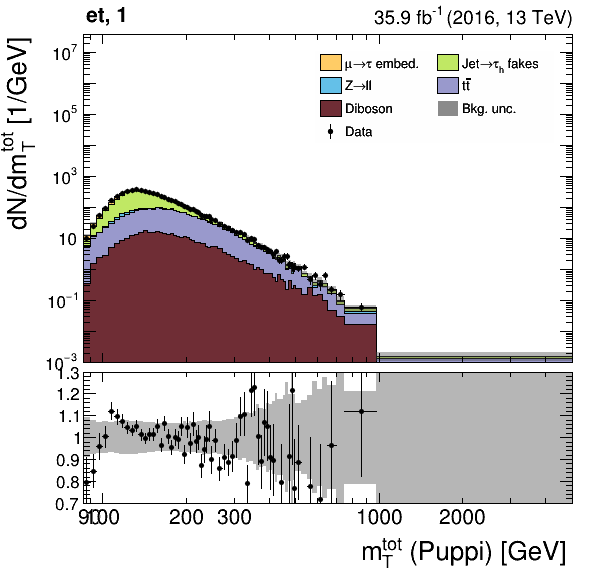 et, 1
35.9 fb⁻¹ (2016, 13 TeV)
dN/dm_T^tot [1/GeV]
μ→τ embed.
Jet→τ_h fakes
Z→ll
tt̄
Diboson
Bkg. unc.
Data
10⁷
10⁵
10³
10
10⁻¹
10⁻³
1.3
1.2
1.1
1
0.9
0.8
0.7
90
100
200
300
1000
2000
m_T^tot (Puppi) [GeV]